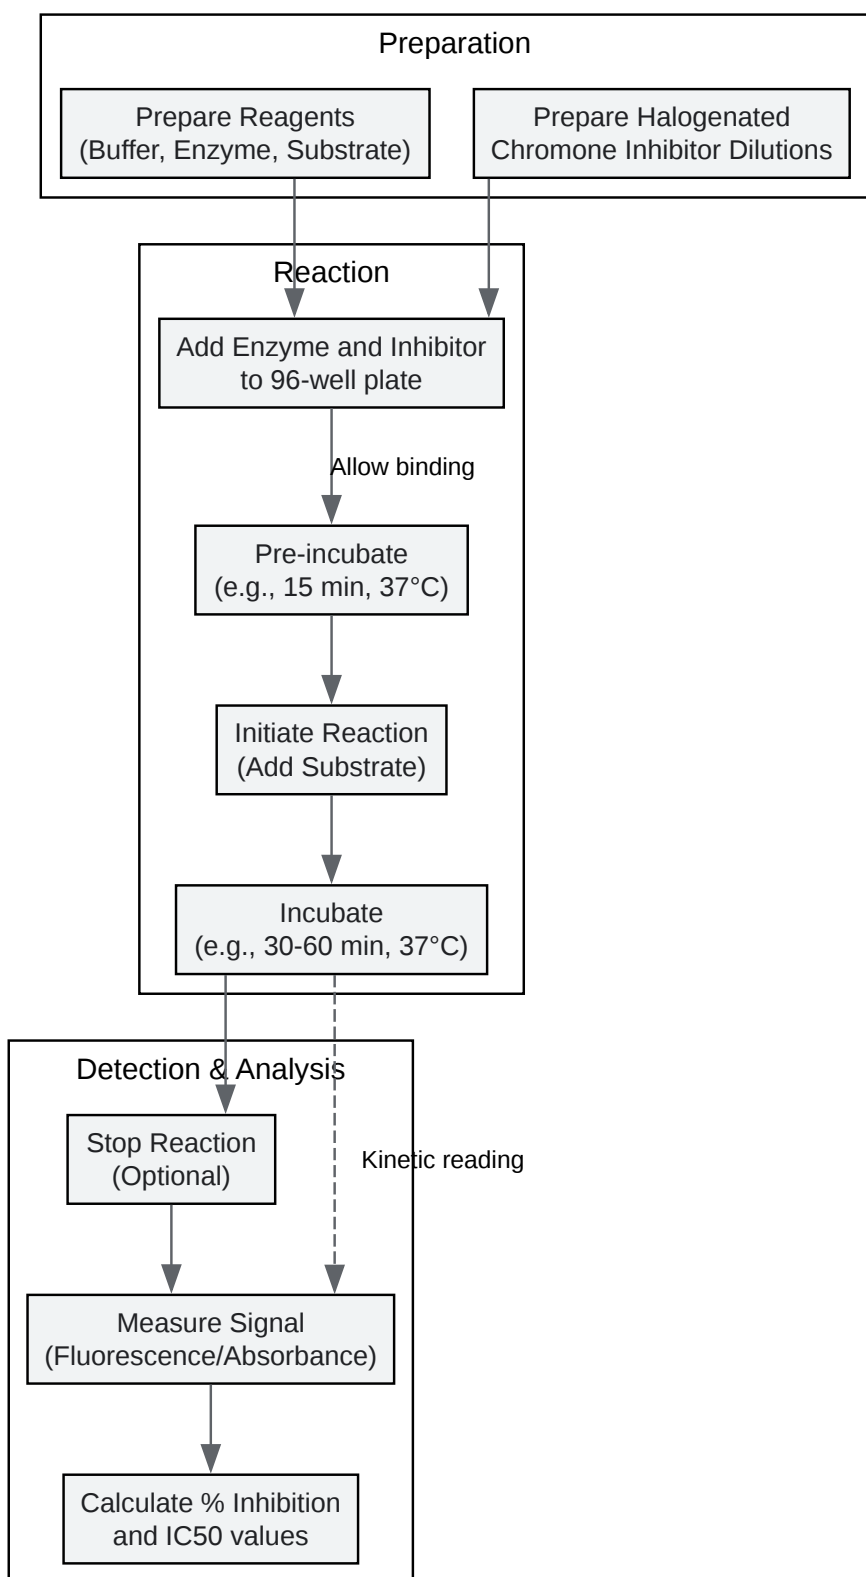 Preparation
Prepare Reagents
(Buffer, Enzyme, Substrate)
Prepare Halogenated
Chromone Inhibitor Dilutions
Reaction
Add Enzyme and Inhibitor
to 96-well plate
Allow binding
Pre-incubate
(e.g., 15 min, 37°C)
Initiate Reaction
(Add Substrate)
Incubate
(e.g., 30-60 min, 37°C)
Detection & Analysis
Stop Reaction
(Optional)
Kinetic reading
Measure Signal
(Fluorescence/Absorbance)
Calculate % Inhibition
and IC50 values